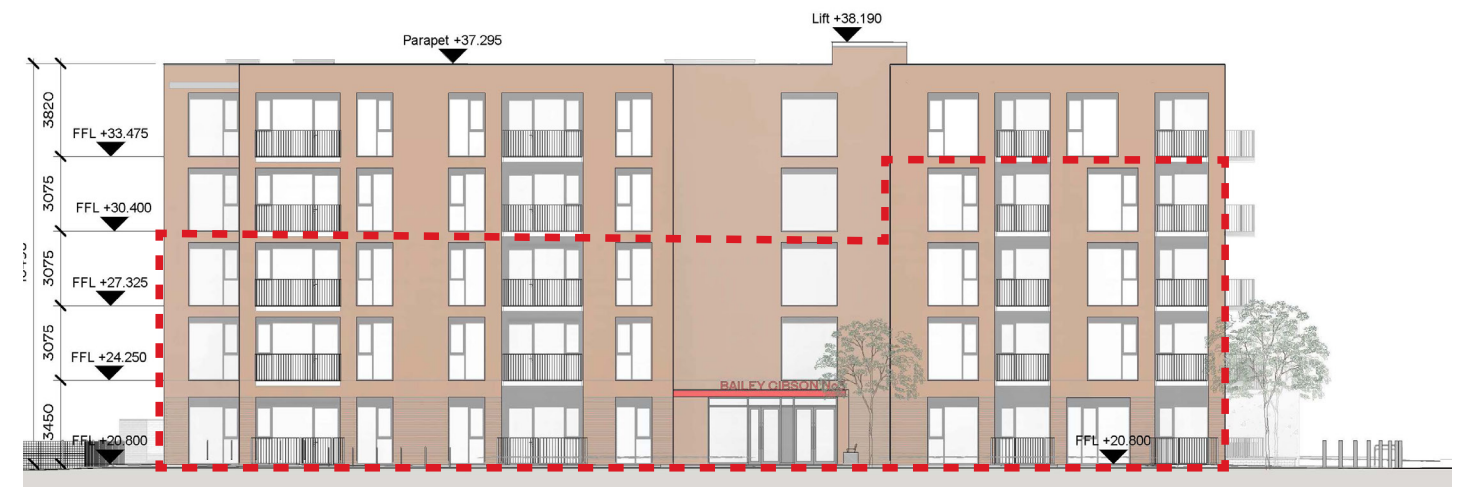 Lift +38.190
Parapet +37.295
3820
FFL +33.475
3075
FFL +30.400
3075
FFL +27.325
3075
FFL +24.250
BAILEY GIBSON
3450
FFL +20.800
FFL +20.800